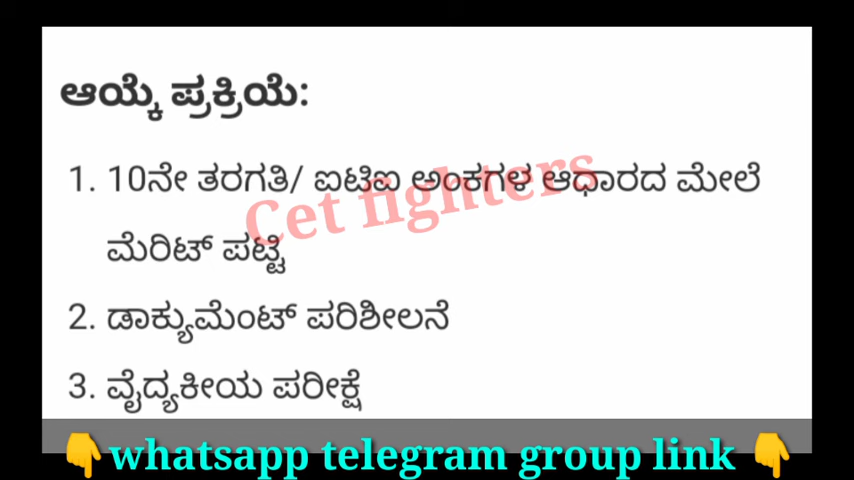 ಆಯ್ಕೆ ಪ್ರಕ್ರಿಯೆ:
1. 10ನೇ ತರಗತಿ/ ಐಟಿಐ ಅಂಕಗಳ ಆಧಾರದ ಮೇಲೆ
ಮೆರಿಟ್ ಪಟ್ಟಿ
Cet fighters
2. ಡಾಕ್ಯುಮೆಂಟ್ ಪರಿಶೀಲನೆ
3. ವೈದ್ಯಕೀಯ ಪರೀಕ್ಷೆ
👇whatsapp telegram group link 👇